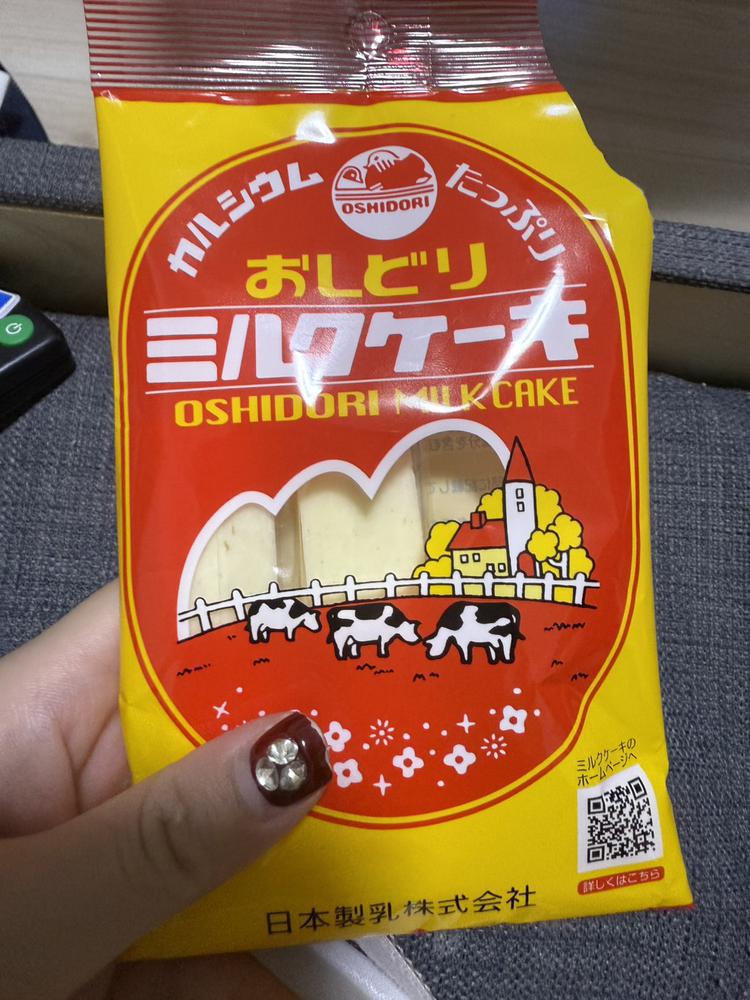 カルシウム
OSHIDORI
たっぷり
おしどり
ミルクケーキ
OSHIDORI MILK CAKE
ミルクケーキの
ホームページへ
詳しくはこちら
日本製乳株式会社